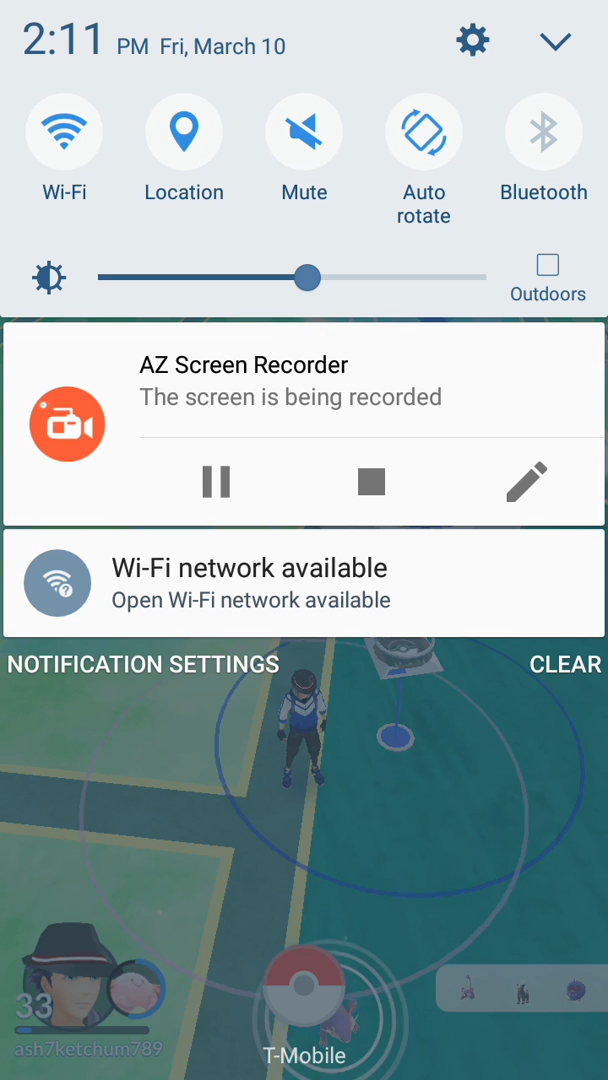 2:11 PM Fri, March 10
Wi-Fi
Location
Mute
Auto
rotate
Bluetooth
Outdoors
AZ Screen Recorder
The screen is being recorded
Wi-Fi network available
Open Wi-Fi network available
NOTIFICATION SETTINGS
CLEAR
33
ash7ketchum789
T-Mobile